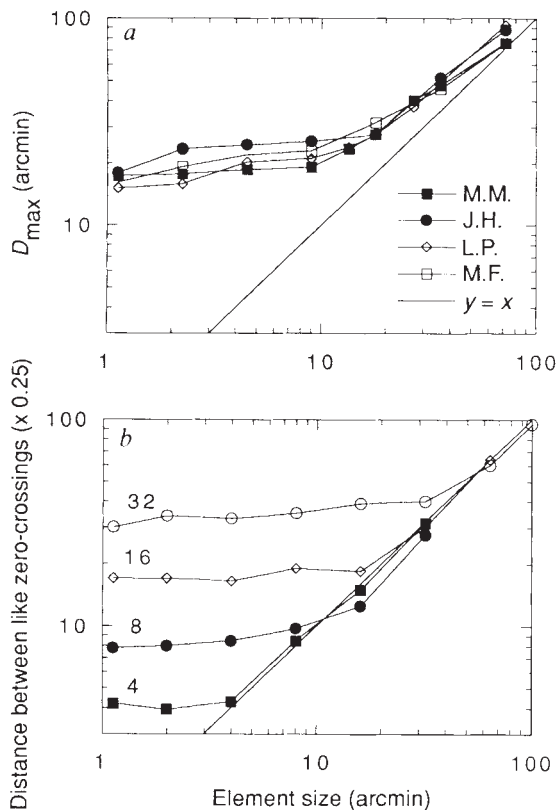 a
100
10
D max (arcmin)
M.M.
J.H.
L.P.
M.F.
y = x
1
10
100
b
100
10
Distance between like zero-crossings (x 0.25)
32
16
8
4
1
10
100
Element size (arcmin)